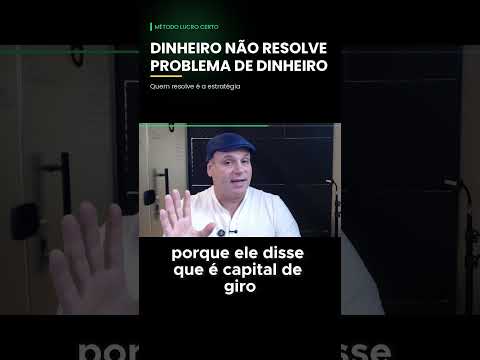 MÉTODO LUCRO CERTO
DINHEIRO NÃO RESOLVE
PROBLEMA DE DINHEIRO
Quem resolve é a estratégia
porque ele disse
que é capital de
giro